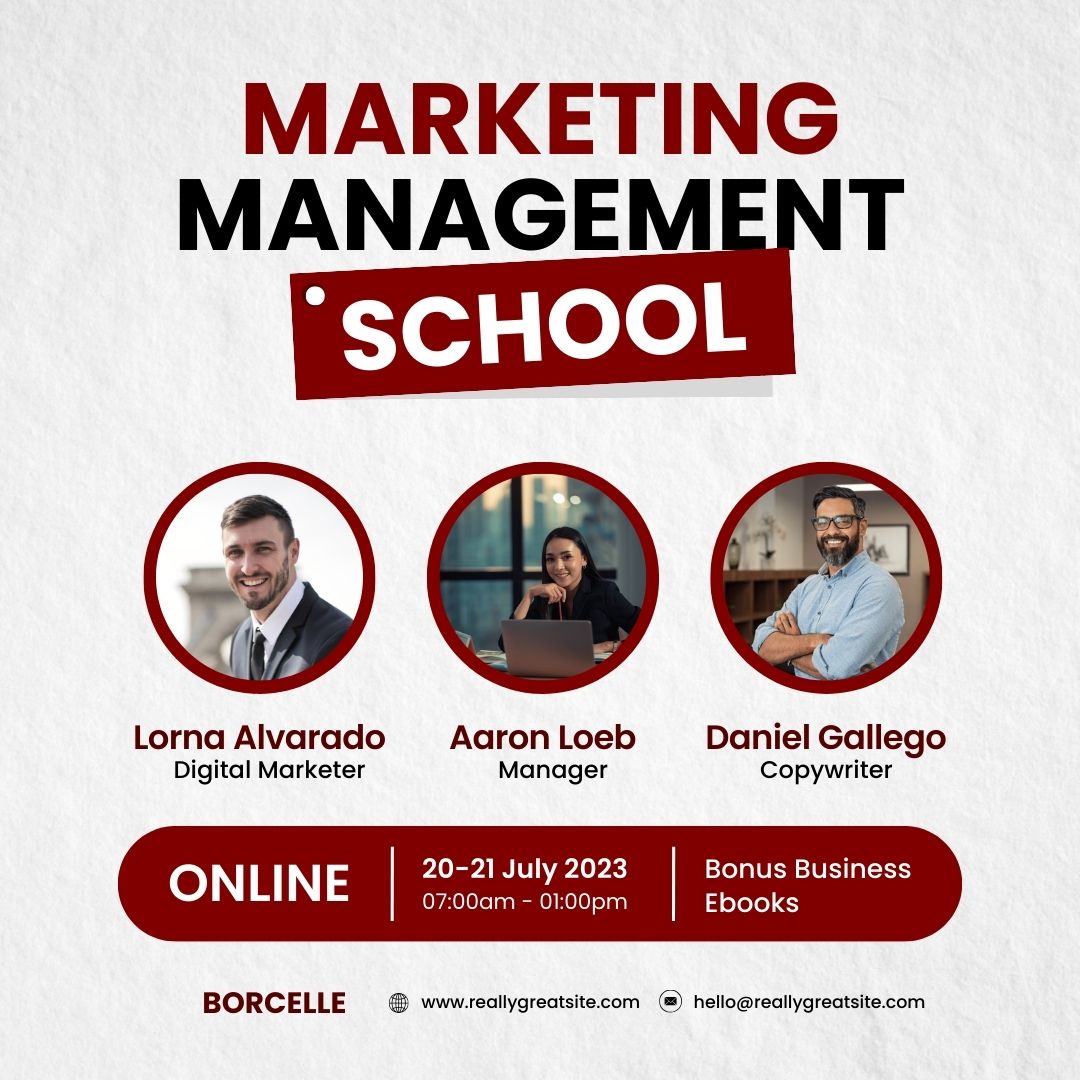 MARKETING
MANAGEMENT
SCHOOL
Lorna Alvarado
Digital Marketer
Aaron Loeb
Manager
Daniel Gallego
Copywriter
ONLINE
20-21 July 2023
07:00am - 01:00pm
Bonus Business
Ebooks
BORCELLE
www.reallygreatsite.com
hello@reallygreatsite.com